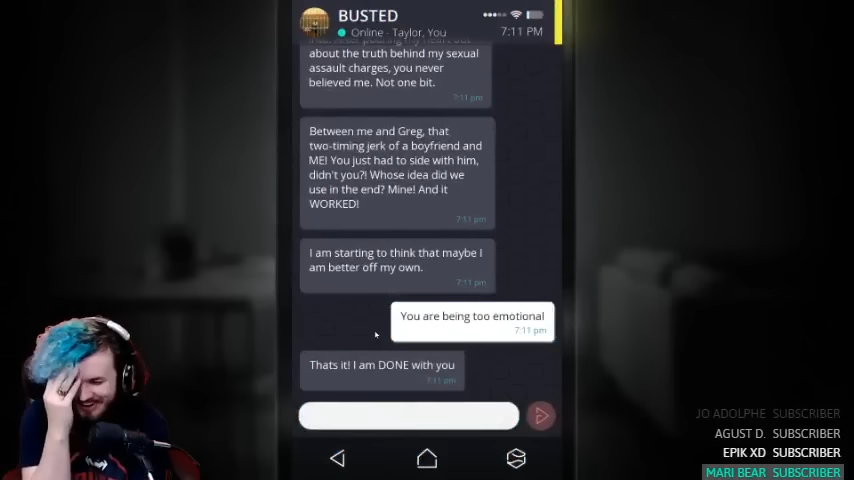 BUSTED
Online - Taylor, You
7:11 PM
about the truth behind my sexual
assault charges, you never
believed me. Not one bit.
7:11 pm
Between me and Greg, that
two-timing jerk of a boyfriend and
ME! You just had to side with him,
didn't you?! Whose idea did we
use in the end? Mine! And it
WORKED!
7:11 pm
I am starting to think that maybe I
am better off my own.
7:11 pm
You are being too emotional
7:11 pm
Thats it! I am DONE with you
7:11 pm
JO ADOLPHE SUBSCRIBER
AGUST D. SUBSCRIBER
EPIK XD SUBSCRIBER
MARI BEAR SUBSCRIBER